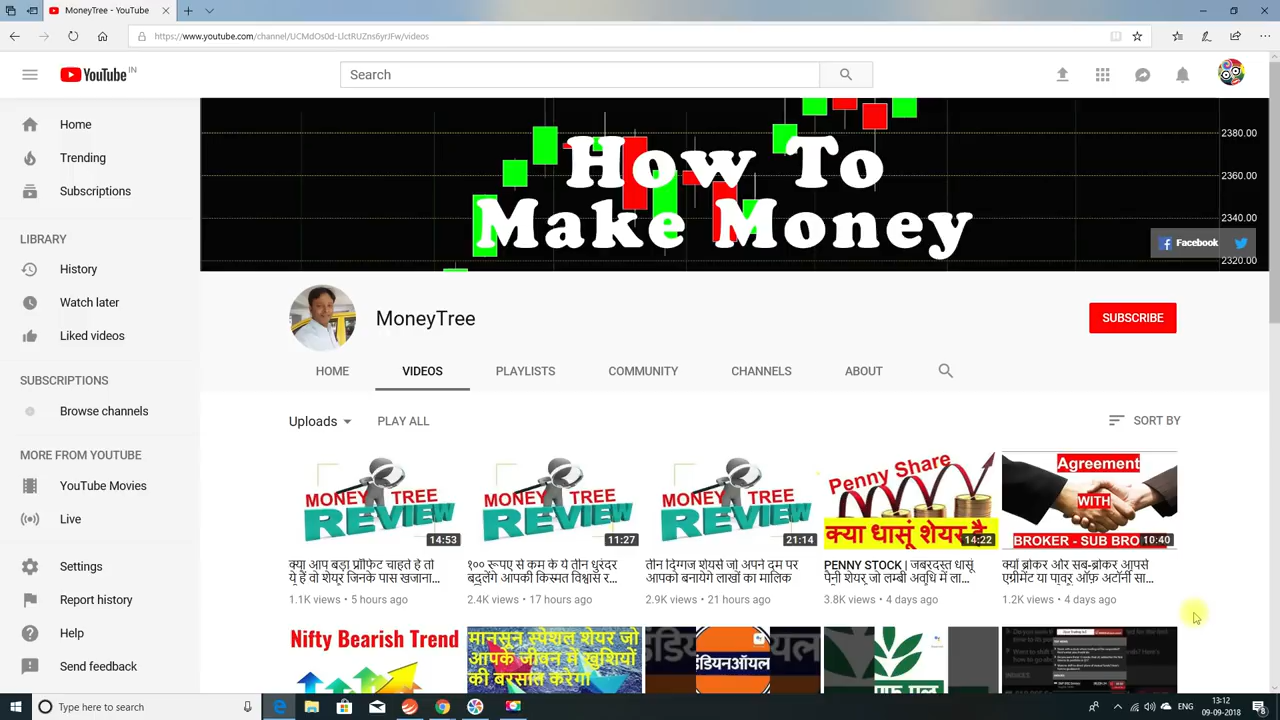 MoneyTree - YouTube
https://www.youtube.com/channel/UCMdOs0d-LlctRUZns6yrJFw/videos
YouTube IN
Search
2380.00
2360.00
2340.00
2320.00
How To
Make Money
Facebook
Home
Trending
Subscriptions
LIBRARY
History
Watch later
Liked videos
SUBSCRIPTIONS
Browse channels
MORE FROM YOUTUBE
YouTube Movies
Live
Settings
Report history
Help
Send feedback
MoneyTree
SUBSCRIBE
HOME VIDEOS PLAYLISTS COMMUNITY CHANNELS ABOUT
Uploads PLAY ALL SORT BY
MONEY TREE
REVIEW
14:53
MONEY TREE
REVIEW
11:27
MONEY TREE
REVIEW
21:14
Penny Share
क्या धासूं शेयर है
14:22
Agreement
WITH
BROKER - SUB BRO
10:40
क्या आप बड़ा प्रॉफिट चाहते है तो
ये है वो शेयर जिनके पास खजाना...
1.1K views • 5 hours ago
१०० रूपए से कम के ये तीन धुरंदर
बदलेंगे आपकी किस्मत विश्वास र...
2.4K views • 17 hours ago
तीन दिग्गज शेयर्स जो अपने दम पर
आपको बनायेगे लाखों का मालिक
2.9K views • 21 hours ago
PENNY STOCK | जबरदस्त धासूं
पेनी शेयर जो लम्बी अवधि में ला...
3.8K views • 4 days ago
क्यों ब्रोकर और सब-ब्रोकर आपसे
एग्रीमेंट या पावर ऑफ़ अटॉर्नी सा...
1.2K views • 4 days ago
Nifty Baarish Trend
मानसून स्पेशल शेयर जो
Type here to search
ENG
13:12
09-09-2018